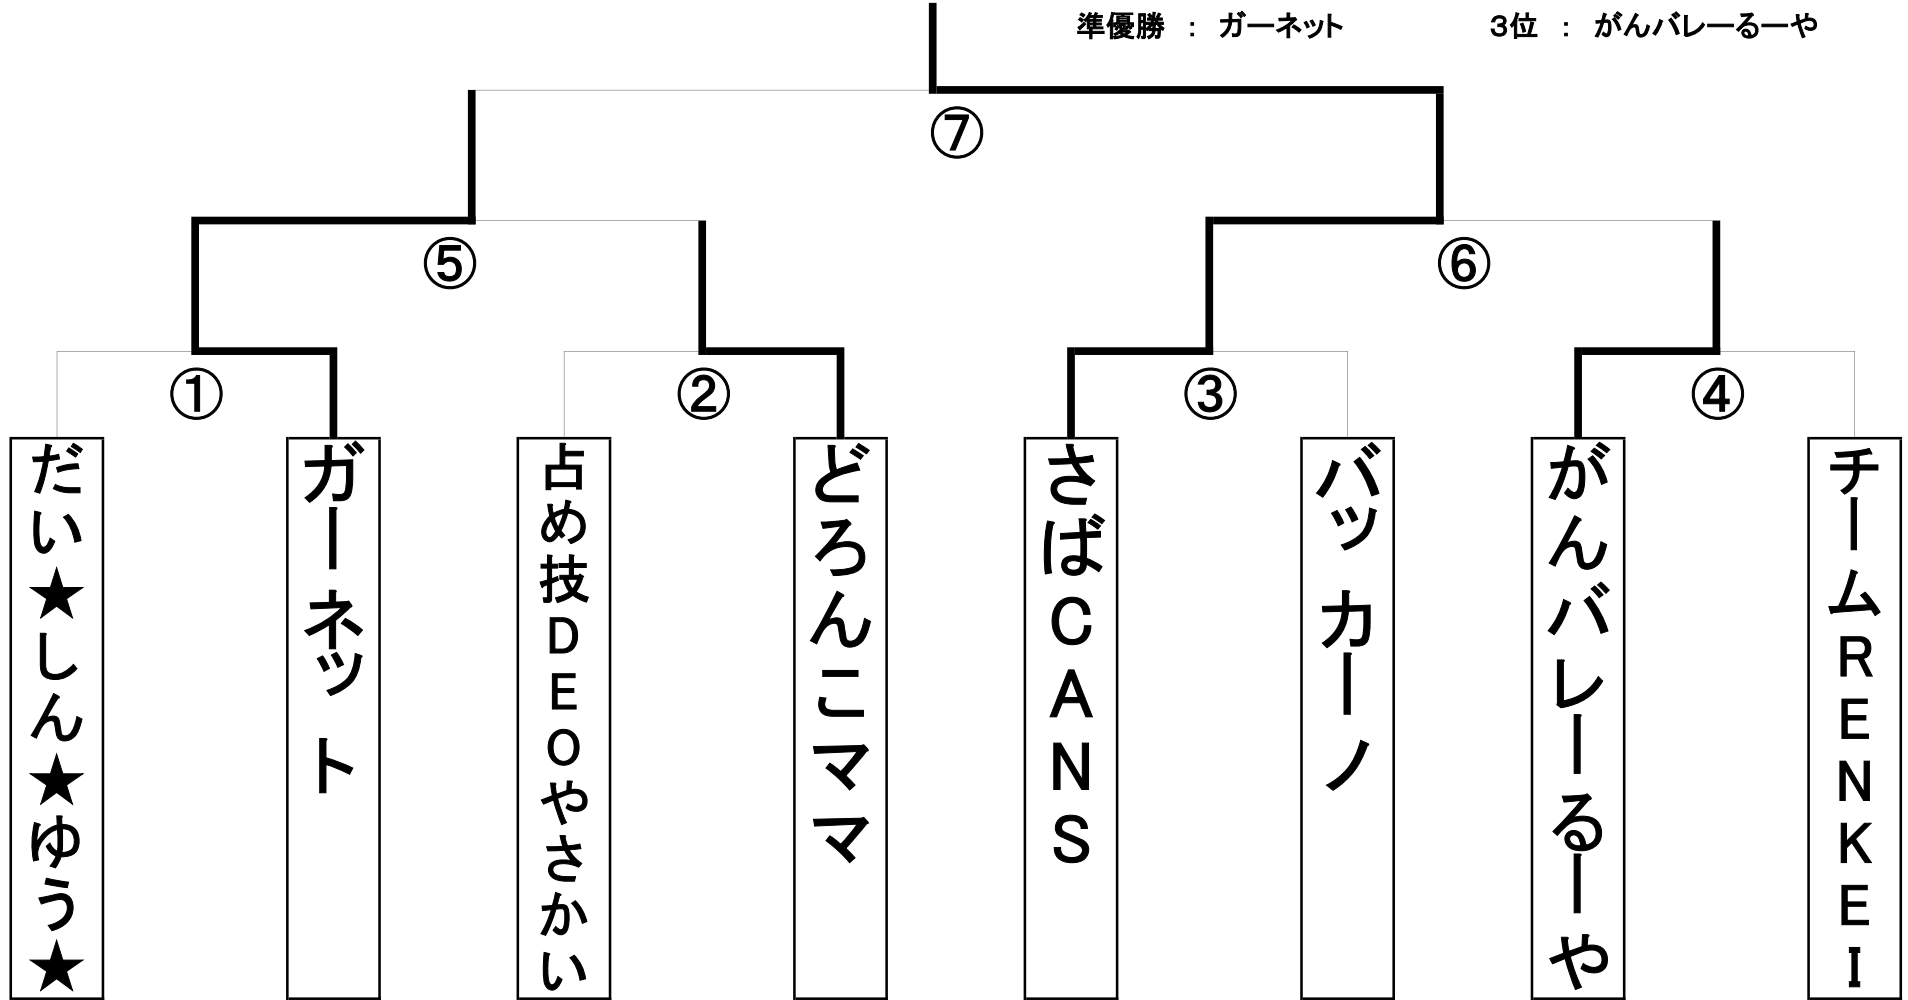 準優勝 ： ガーネット　　３位 ： がんバレーるーや
⑦
⑤
⑥
①
②
③
④
だい★しん★ゆう★
ガーネット
占め技ＤＥＯやさかい
どろんこママ
さばＣＡＮＳ
バッカーノ
がんバレーるーや
チームＲＥＮＫＥＩ